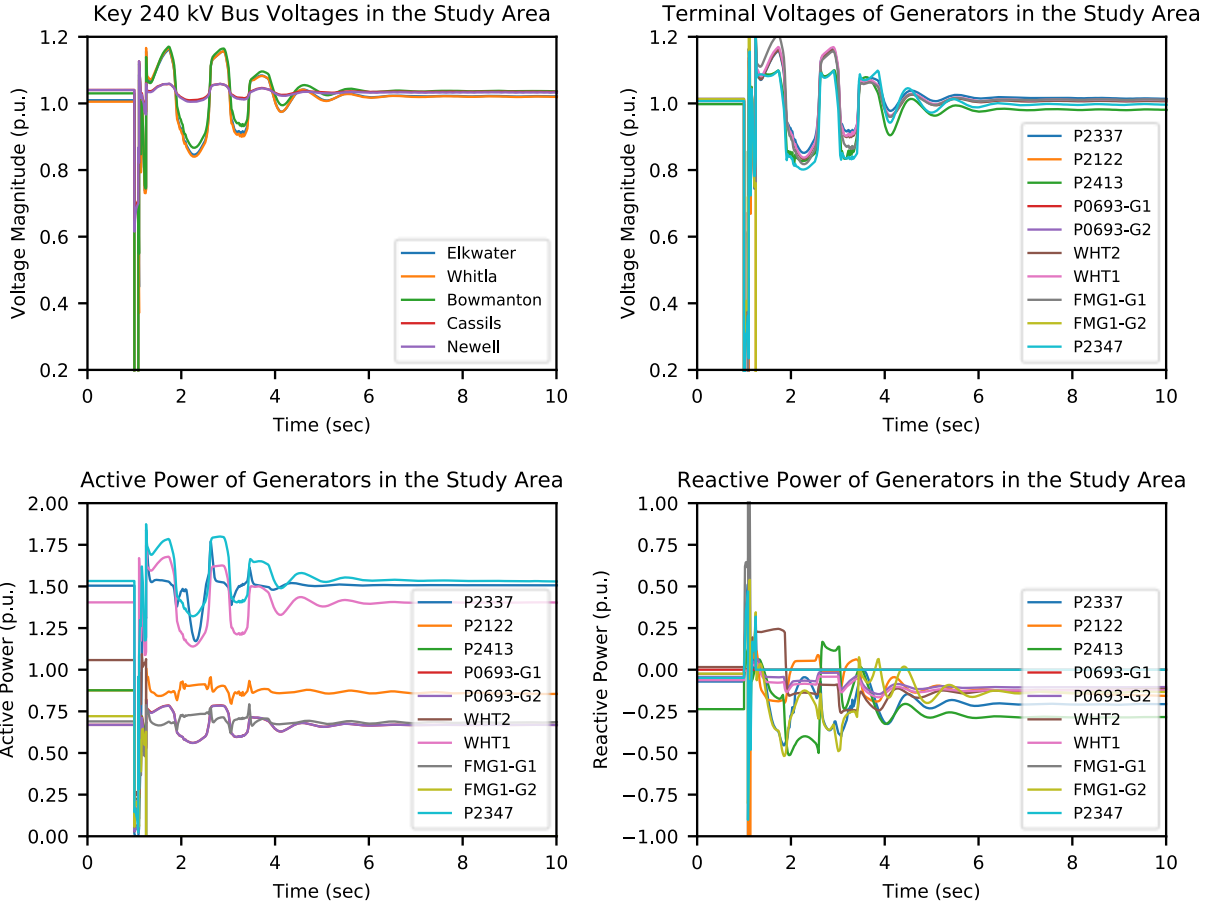 Key 240 kV Bus Voltages in the Study Area
1.2
1.0
0.8
0.6
0.4
0.2
Voltage Magnitude (p.u.)
Elkwater
Whitla
Bowmanton
Cassils
Newell
0 2 4 6 8 10
Time (sec)
Terminal Voltages of Generators in the Study Area
1.2
1.0
0.8
0.6
0.4
0.2
Voltage Magnitude (p.u.)
P2337
P2122
P2413
P0693-G1
P0693-G2
WHT2
WHT1
FMG1-G1
FMG1-G2
P2347
0 2 4 6 8 10
Time (sec)
Active Power of Generators in the Study Area
2.00
1.75
1.50
1.25
1.00
0.75
0.50
0.25
0.00
Active Power (p.u.)
P2337
P2122
P2413
P0693-G1
P0693-G2
WHT2
WHT1
FMG1-G1
FMG1-G2
P2347
0 2 4 6 8 10
Time (sec)
Reactive Power of Generators in the Study Area
1.00
0.75
0.50
0.25
0.00
−0.25
−0.50
−0.75
−1.00
Reactive Power (p.u.)
P2337
P2122
P2413
P0693-G1
P0693-G2
WHT2
WHT1
FMG1-G1
FMG1-G2
P2347
0 2 4 6 8 10
Time (sec)